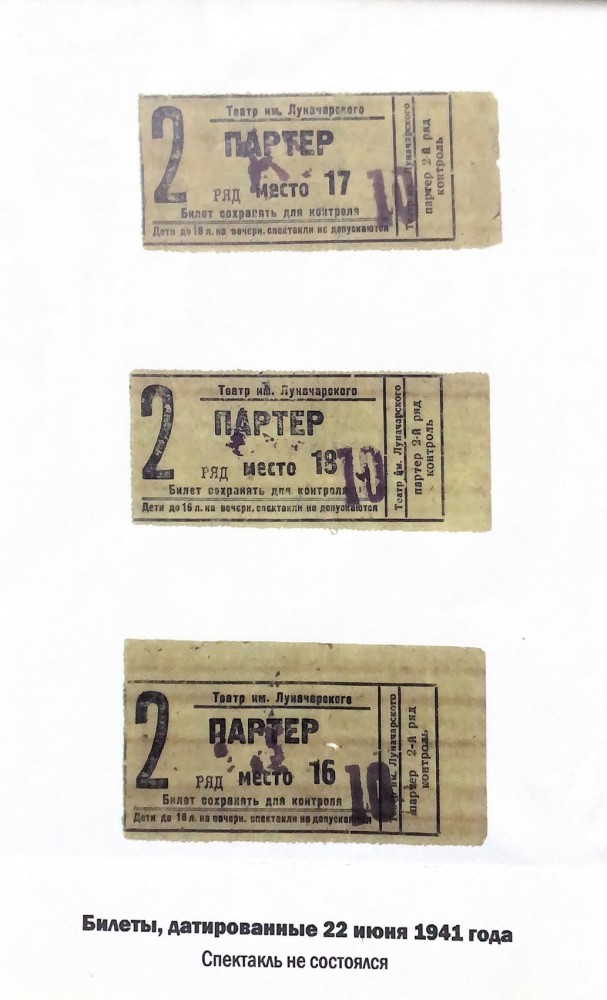 Театр им. Луначарского
2 ПАРТЕР
РЯД место 17
10
Билет сохранять для контроля
Дети до 16 л. на вечерн. спектакли не допускаются
Театр им. Луначарского
партер 2-й ряд
контроль
Театр им. Луначарского
2 ПАРТЕР
РЯД место 18
10
Билет сохранять для контроля
Дети до 16 л. на вечерн. спектакли не допускаются
Театр им. Луначарского
партер 2-й ряд
контроль
Театр им. Луначарского
2 ПАРТЕР
РЯД место 16
10
Билет сохранять для контроля
Дети до 16 л. на вечерн. спектакли не допускаются
Театр им. Луначарского
партер 2-й ряд
контроль
Билеты, датированные 22 июня 1941 года
Спектакль не состоялся